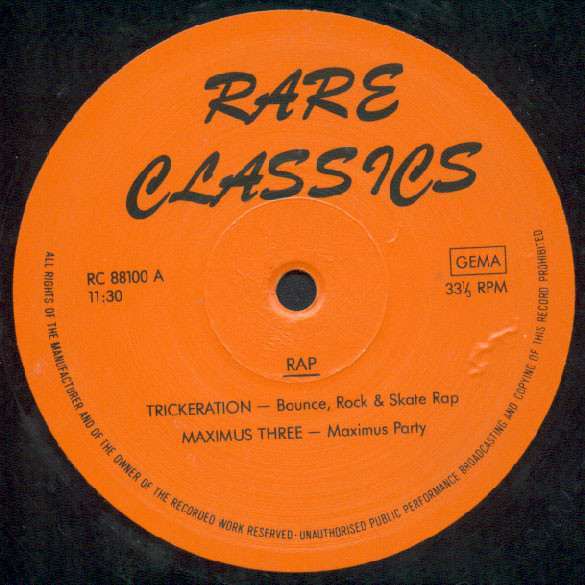 RARE
CLASSICS
RC 88100 A
11:30
GEMA
33⅓ RPM
RAP
TRICKERATION — Bounce, Rock & Skate Rap
MAXIMUS THREE — Maximus Party
ALL RIGHTS OF THE MANUFACTURER AND OF THE OWNER OF THE RECORDED WORK RESERVED · UNAUTHORISED PUBLIC PERFORMANCE BROADCASTING AND COPYING OF THIS RECORD PROHIBITED